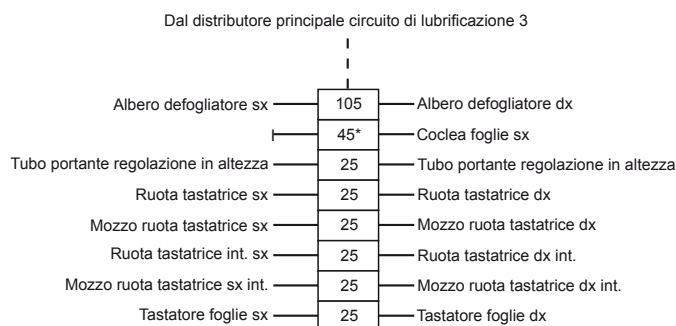 Dal distributore principale circuito di lubrificazione 3
Albero defogliatore sx 105 Albero defogliatore dx
45* Coclea foglie sx
Tubo portante regolazione in altezza 25 Tubo portante regolazione in altezza
Ruota tastatrice sx 25 Ruota tastatrice dx
Mozzo ruota tastatrice sx 25 Mozzo ruota tastatrice dx
Ruota tastatrice int. sx 25 Ruota tastatrice dx int.
Mozzo ruota tastatrice sx int. 25 Mozzo ruota tastatrice dx int.
Tastatore foglie sx 25 Tastatore foglie dx